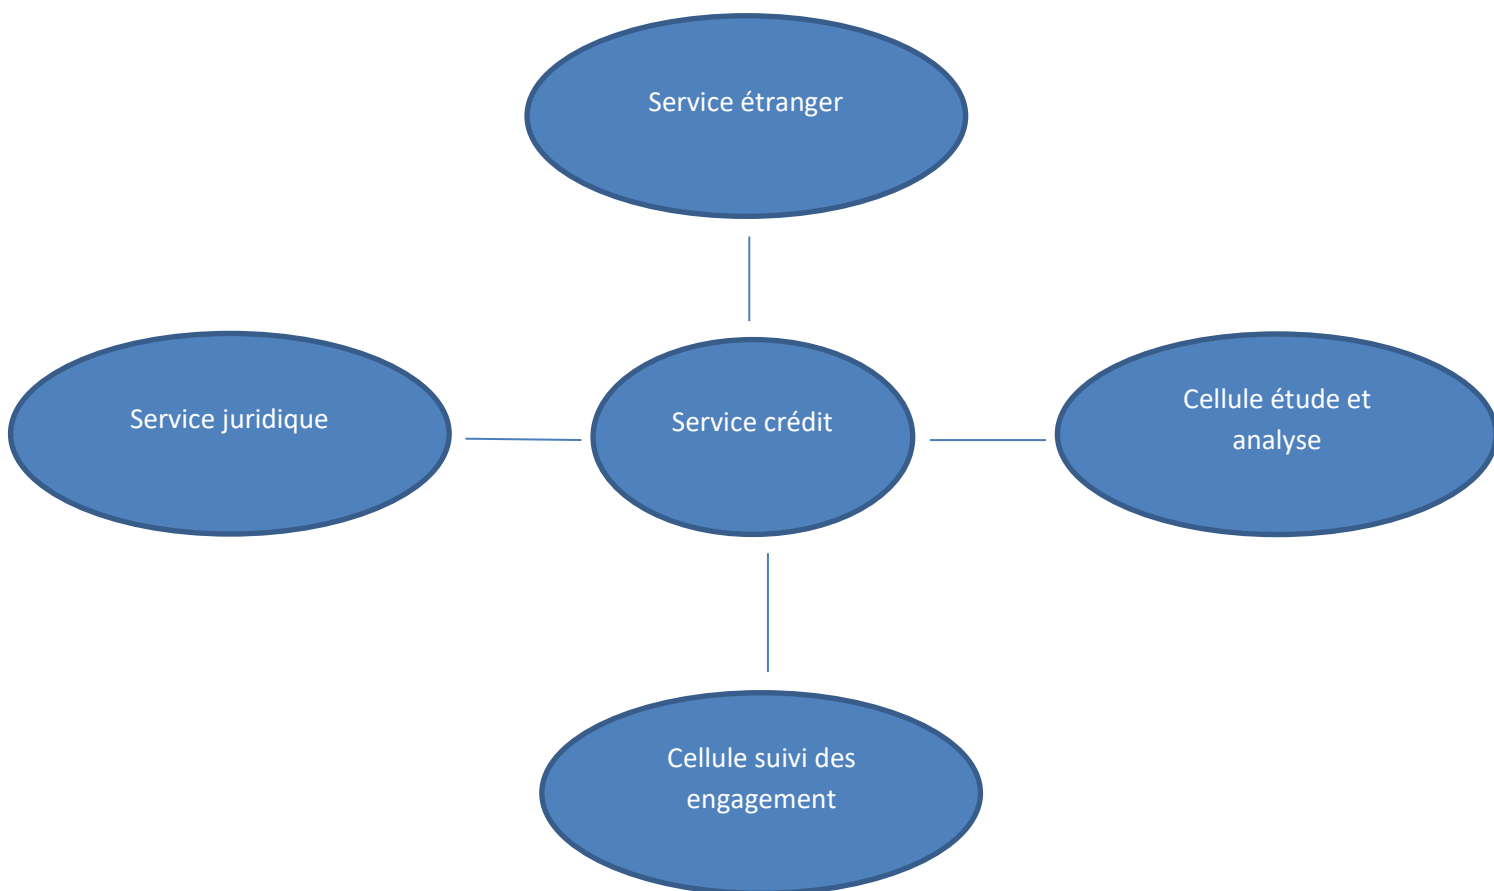 Service étranger
Service juridique
Service crédit
Cellule étude et
analyse
Cellule suivi des
engagement